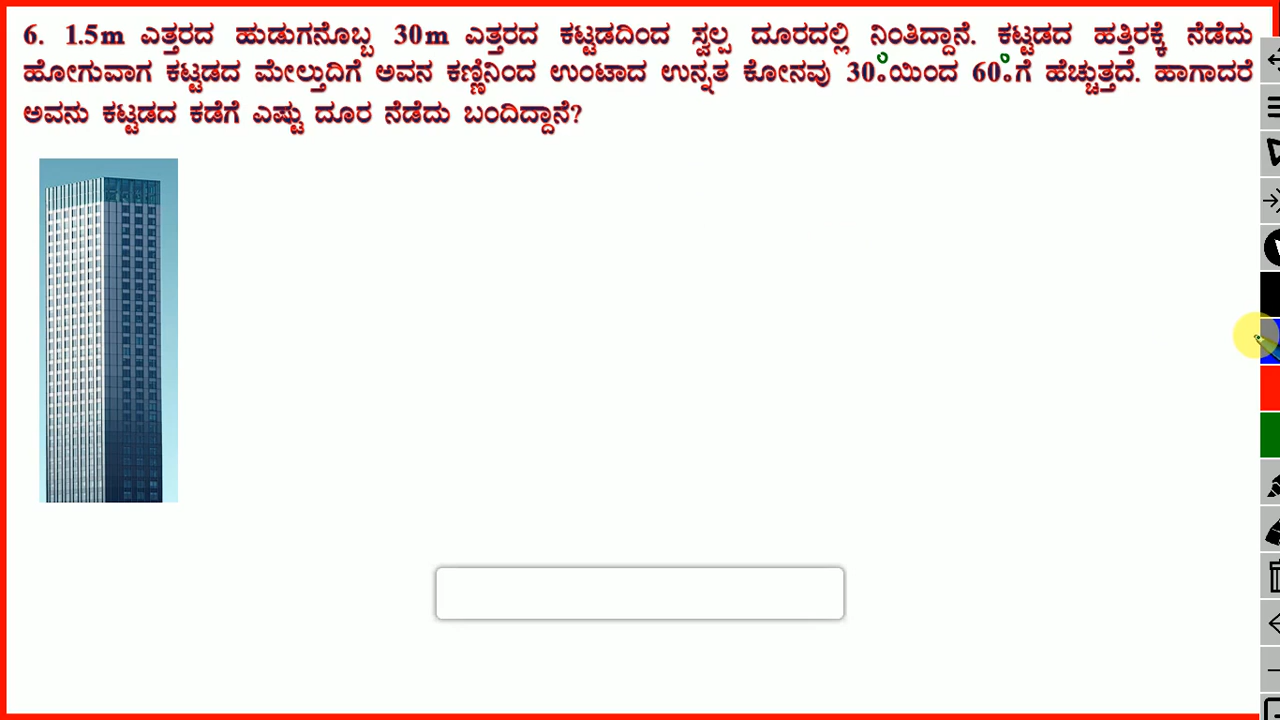 6. 1.5m ಎತ್ತರದ ಹುಡುಗನೊಬ್ಬ 30m ಎತ್ತರದ ಕಟ್ಟಡದಿಂದ ಸ್ವಲ್ಪ ದೂರದಲ್ಲಿ ನಿಂತಿದ್ದಾನೆ. ಕಟ್ಟಡದ ಹತ್ತಿರಕ್ಕೆ ನೆಡೆದು
ಹೋಗುವಾಗ ಕಟ್ಟಡದ ಮೇಲ್ತುದಿಗೆ ಅವನ ಕಣ್ಣಿನಿಂದ ಉಂಟಾದ ಉನ್ನತ ಕೋನವು 30°ಯಿಂದ 60°ಗೆ ಹೆಚ್ಚುತ್ತದೆ. ಹಾಗಾದರೆ
ಅವನು ಕಟ್ಟಡದ ಕಡೆಗೆ ಎಷ್ಟು ದೂರ ನೆಡೆದು ಬಂದಿದ್ದಾನೆ?